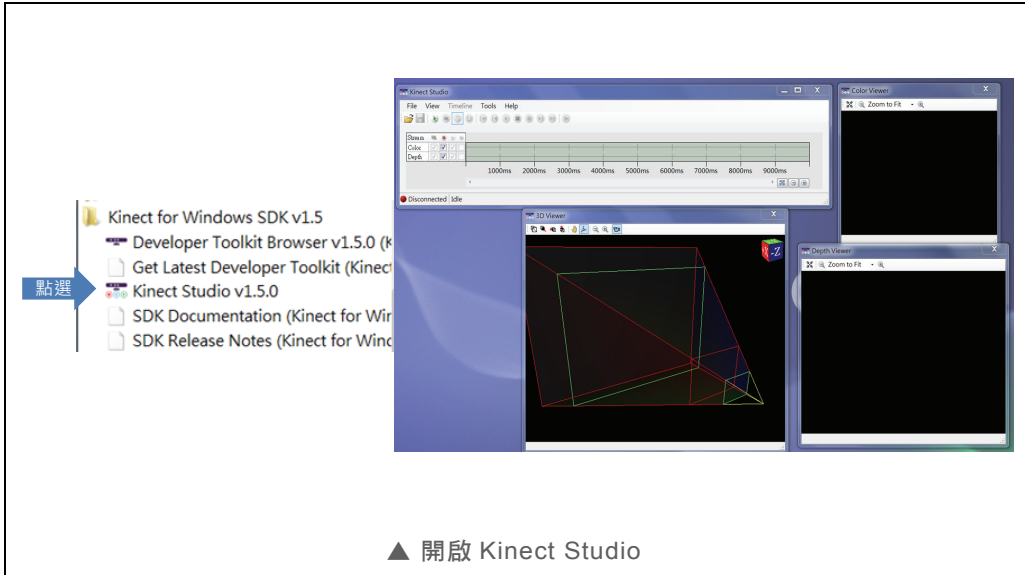 Kinect for Windows SDK v1.5
Developer Toolkit Browser v1.5.0 (K
Get Latest Developer Toolkit (Kinect
點選
Kinect Studio v1.5.0
SDK Documentation (Kinect for Wir
SDK Release Notes (Kinect for Winc
Kinect Studio
File View Timeline Tools Help
Stream
Color
Depth
1000ms 2000ms 3000ms 4000ms 5000ms 6000ms 7000ms 8000ms 9000ms
Disconnected Idle
Color Viewer
Zoom to Fit
3D Viewer
-Z
Depth Viewer
Zoom to Fit
▲ 開啟 Kinect Studio